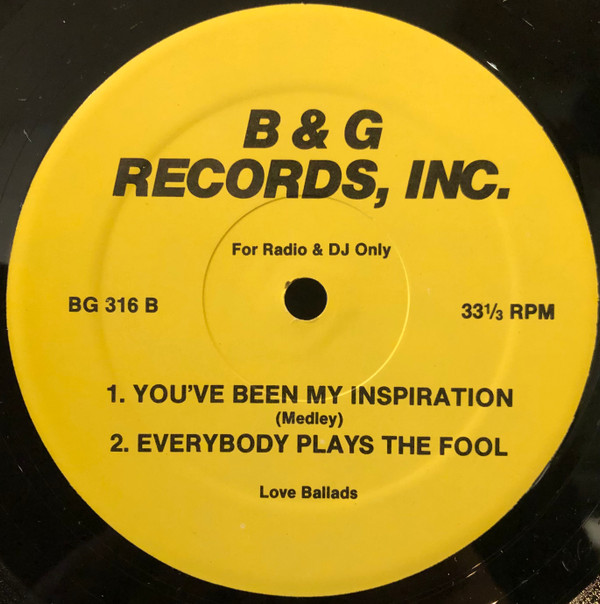 B & G
RECORDS, INC.
For Radio & DJ Only
BG 316 B
33⅓ RPM
1. YOU'VE BEEN MY INSPIRATION
(Medley)
2. EVERYBODY PLAYS THE FOOL
Love Ballads